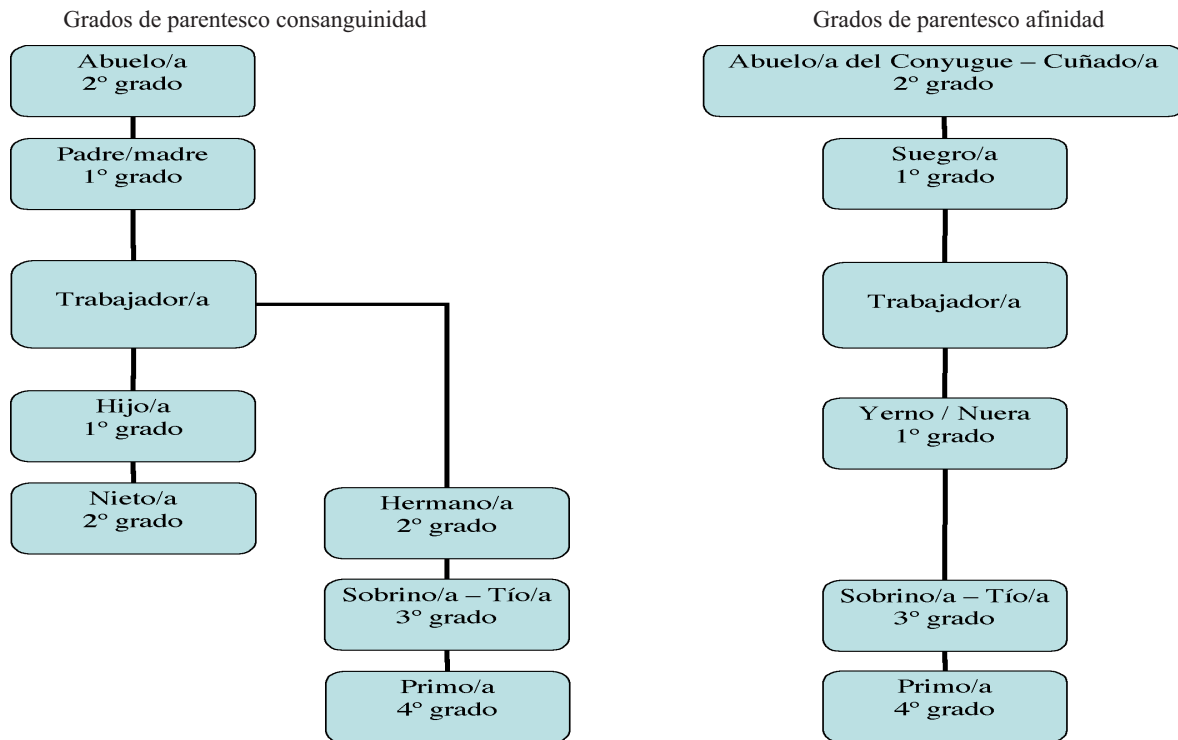 Grados de parentesco consanguinidad
Abuelo/a
2º grado
Padre/madre
1º grado
Trabajador/a
Hijo/a
1º grado
Nieto/a
2º grado
Hermano/a
2º grado
Sobrino/a – Tío/a
3º grado
Primo/a
4º grado
Grados de parentesco afinidad
Abuelo/a del Conyugue – Cuñado/a
2º grado
Suegro/a
1º grado
Trabajador/a
Yerno / Nuera
1º grado
Sobrino/a – Tío/a
3º grado
Primo/a
4º grado